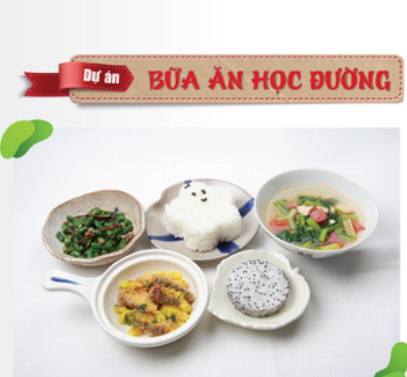 Dự án
BỮA ĂN HỌC ĐƯỜNG